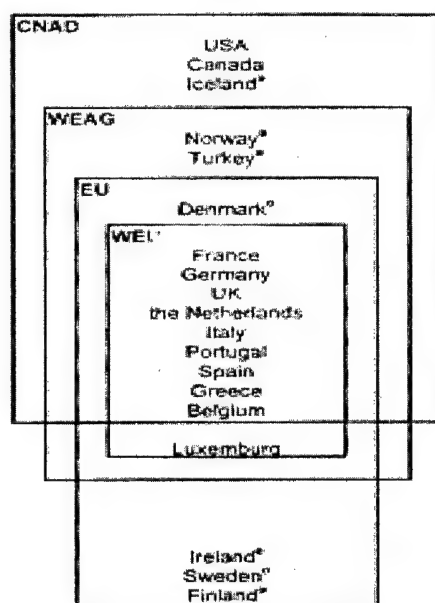 CNAD
USA
Canada
Iceland*
WEAG
Norway*
Turkey*
EU
Denmark°
WEU
France
Germany
UK
the Netherlands
Italy
Portugal
Spain
Greece
Belgium
Luxemburg
Ireland*
Sweden°
Finland*